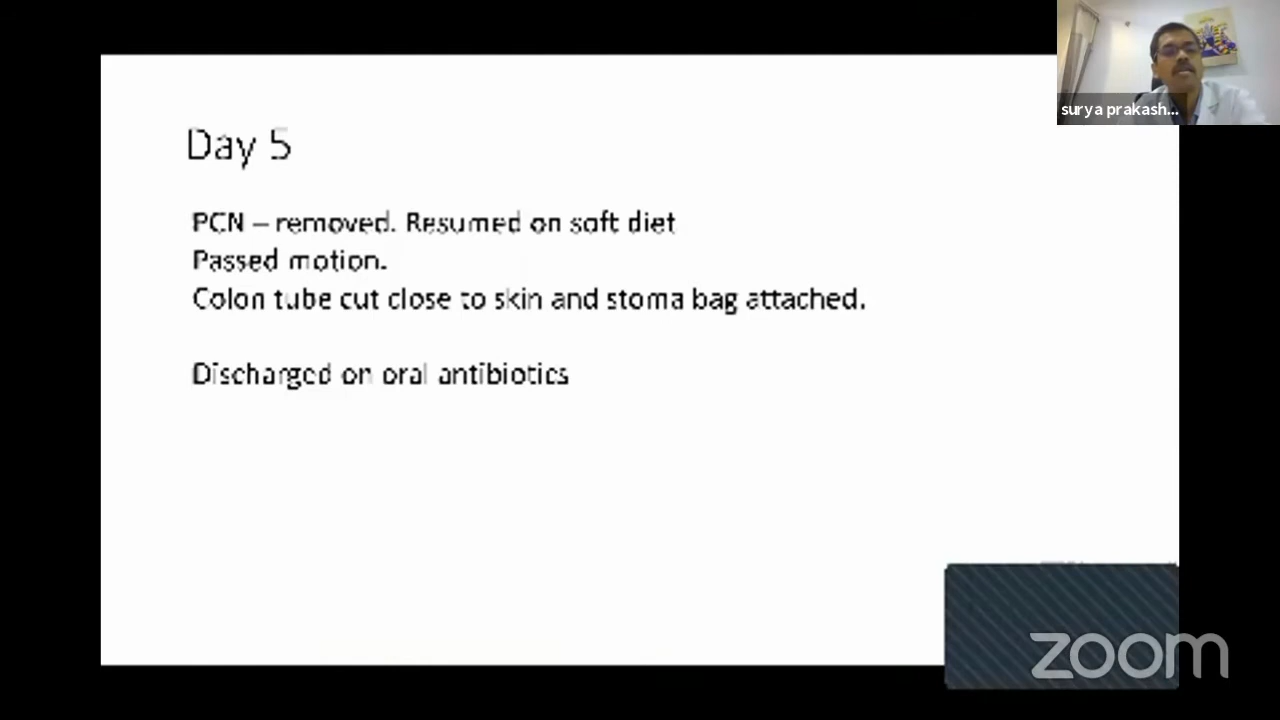 surya prakash...
Day 5
PCN – removed. Resumed on soft diet
Passed motion.
Colon tube cut close to skin and stoma bag attached.
Discharged on oral antibiotics
zoom